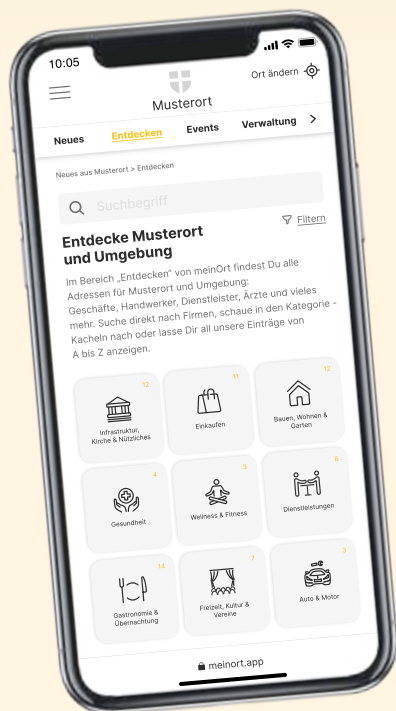 10:05
Ort ändern
Musterort
Neues Entdecken Events Verwaltung >
Neues aus Musterort > Entdecken
Suchbegriff
Filtern
Entdecke Musterort
und Umgebung
Im Bereich „Entdecken" von meinOrt findest Du alle
Adressen für Musterort und Umgebung:
Geschäfte, Handwerker, Dienstleister, Ärzte und vieles
mehr. Suche direkt nach Firmen, schaue in den Kategorie -
Kacheln nach oder lasse Dir all unsere Einträge von
A bis Z anzeigen.
12
Infrastruktur,
Kirche & Nützliches
11
Einkaufen
12
Bauen, Wohnen &
Garten
4
Gesundheit
3
Wellness & Fitness
6
Dienstleistungen
14
Gastronomie &
Übernachtung
7
Freizeit, Kultur &
Vereine
3
Auto & Motor
meinort.app